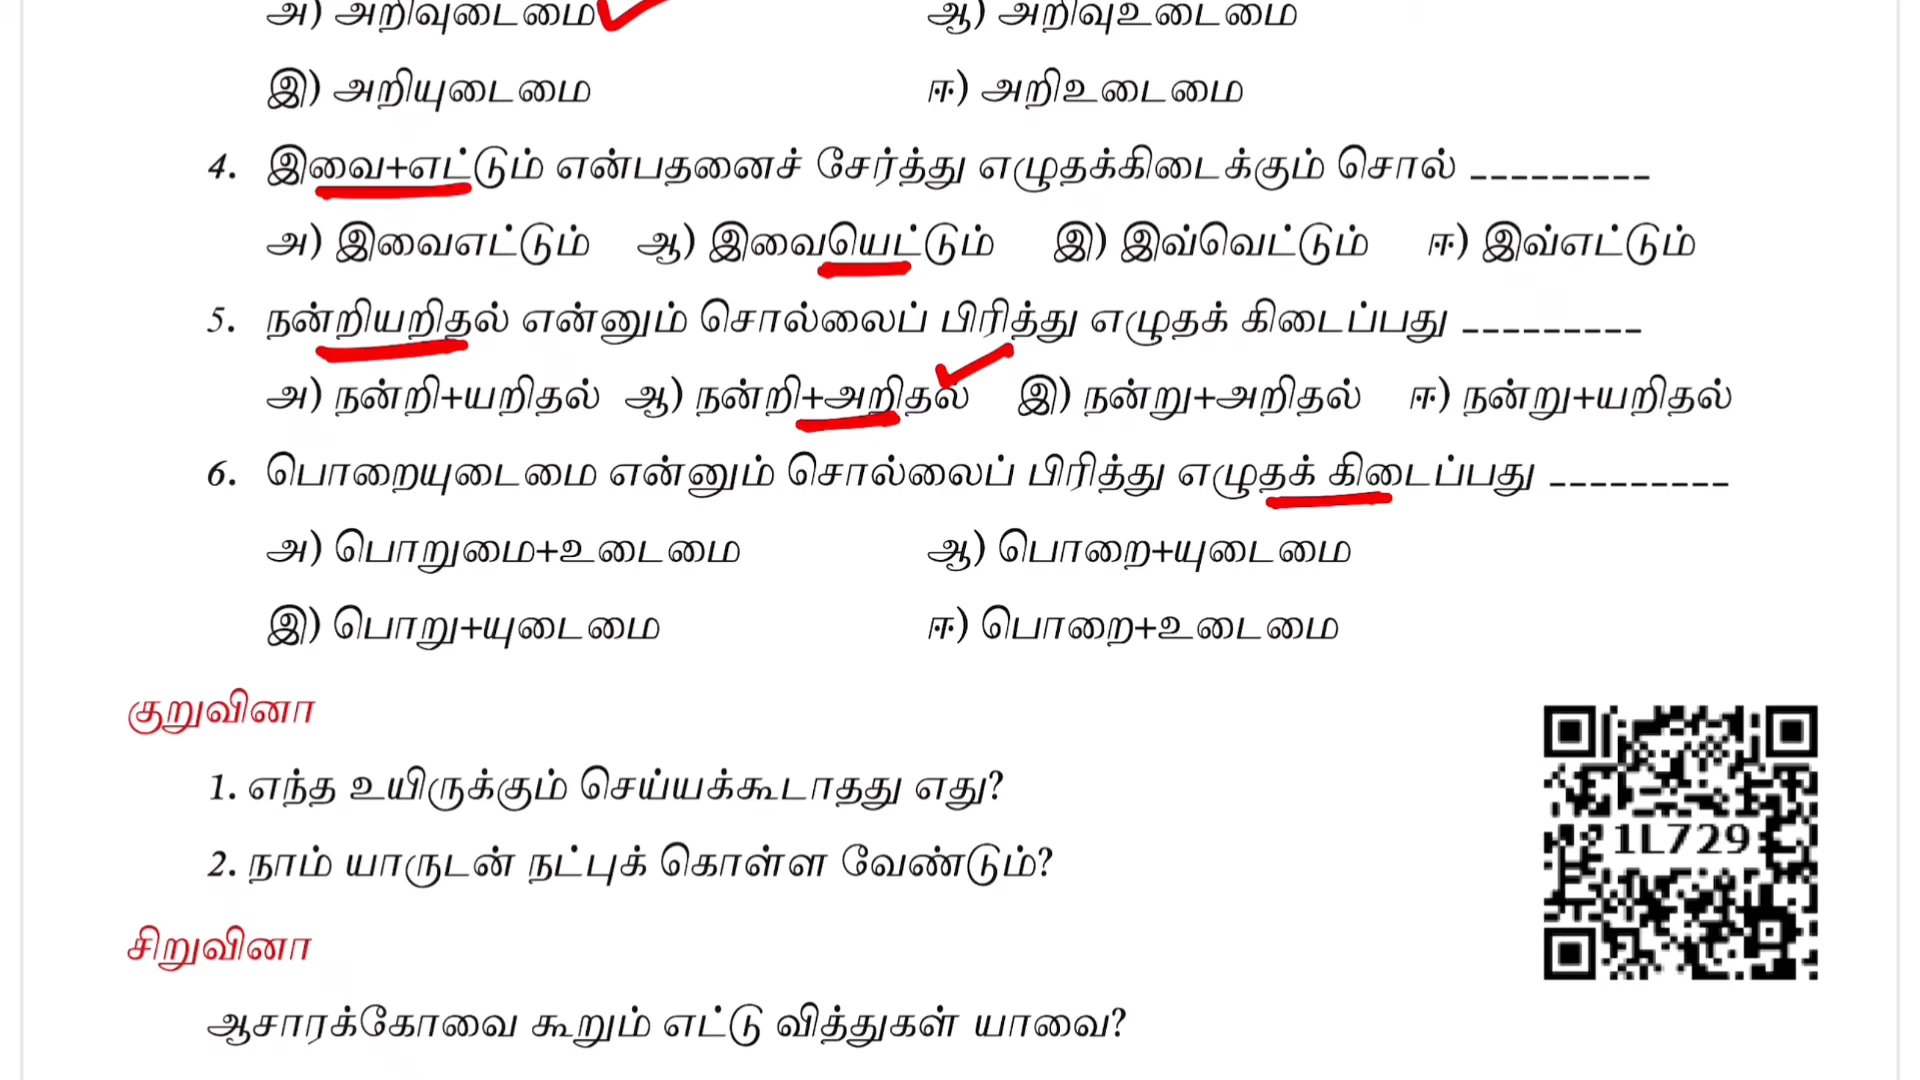 அ) அறிவுடைமை ஆ) அறிவுஉடைமை
இ) அறியுடைமை ஈ) அறிஉடைமை
4. இவை+எட்டும் என்பதனைச் சேர்த்து எழுதக்கிடைக்கும் சொல் _________
அ) இவைஎட்டும் ஆ) இவையெட்டும் இ) இவ்வெட்டும் ஈ) இவ்எட்டும்
5. நன்றியறிதல் என்னும் சொல்லைப் பிரித்து எழுதக் கிடைப்பது _________
அ) நன்றி+யறிதல் ஆ) நன்றி+அறிதல் இ) நன்று+அறிதல் ஈ) நன்று+யறிதல்
6. பொறையுடைமை என்னும் சொல்லைப் பிரித்து எழுதக் கிடைப்பது _________
அ) பொறுமை+உடைமை ஆ) பொறை+யுடைமை
இ) பொறு+யுடைமை ஈ) பொறை+உடைமை
குறுவினா
1. எந்த உயிருக்கும் செய்யக்கூடாதது எது?
2. நாம் யாருடன் நட்புக் கொள்ள வேண்டும்?
1L729
சிறுவினா
ஆசாரக்கோவை கூறும் எட்டு வித்துகள் யாவை?